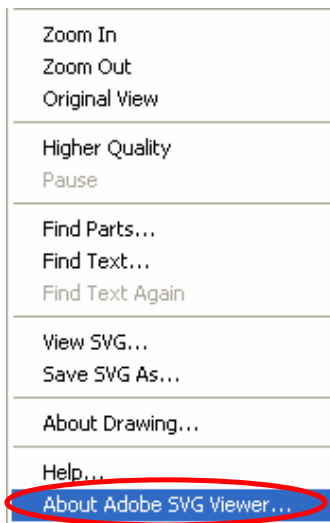 Zoom In
Zoom Out
Original View
Higher Quality
Pause
Find Parts...
Find Text...
Find Text Again
View SVG...
Save SVG As...
About Drawing...
Help...
About Adobe SVG Viewer...